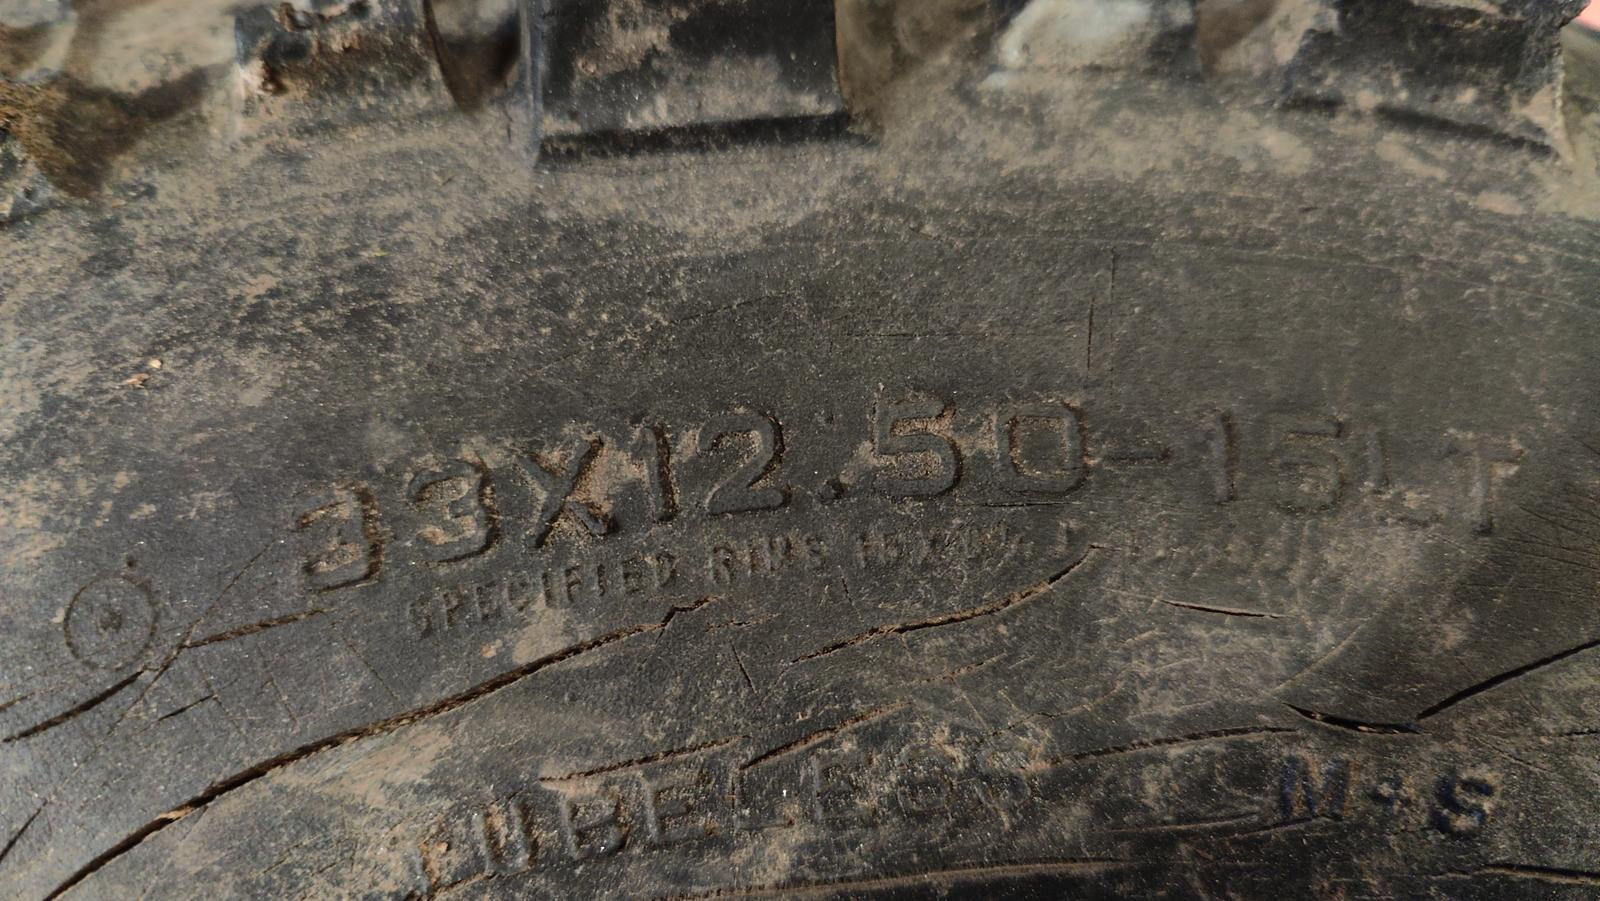 33X12.50-15LT
SPECIFIED RIMS
TUBELESS M+S